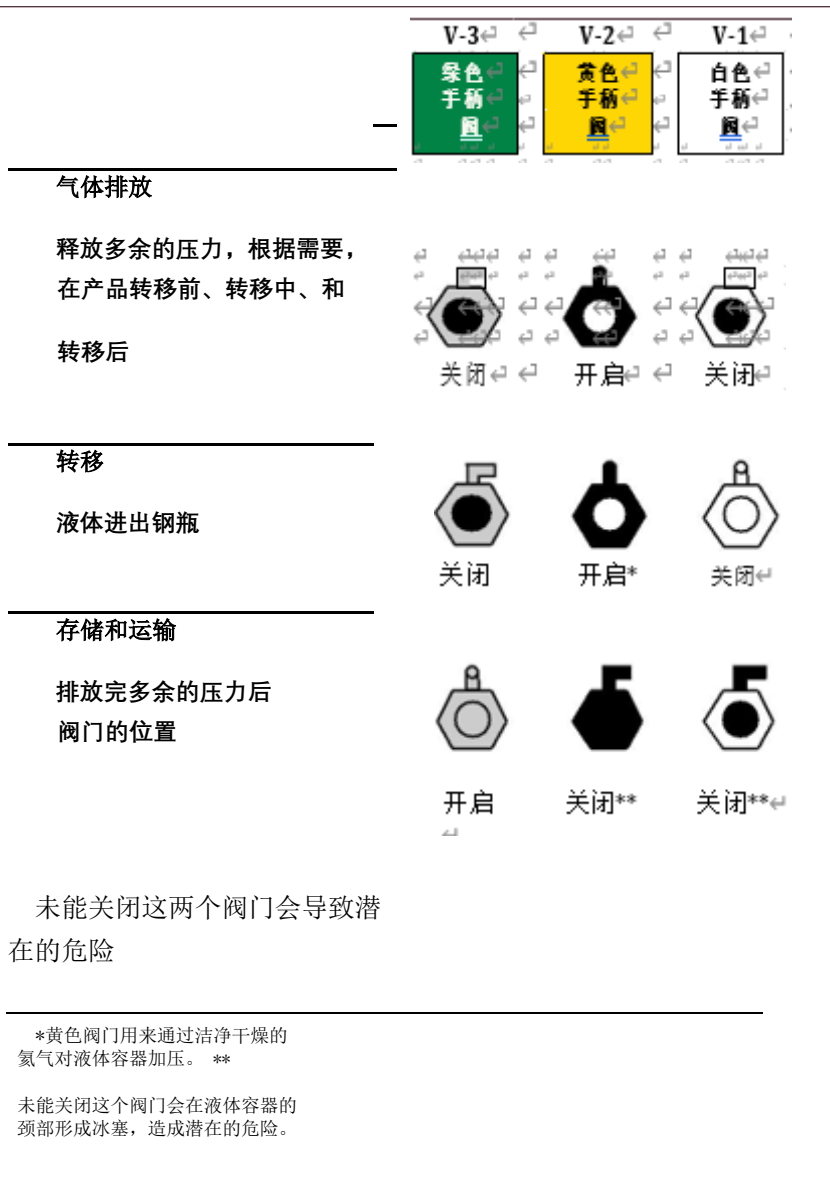 V-3 V-2 V-1
绿色 黄色 白色
手柄 手柄 手柄
阀 阀 阀
气体排放
释放多余的压力，根据需要，
在产品转移前、转移中、和
转移后
关闭 开启 关闭
转移
液体进出钢瓶
关闭 开启* 关闭
存储和运输
排放完多余的压力后
阀门的位置
开启 关闭** 关闭**
未能关闭这两个阀门会导致潜
在的危险
*黄色阀门用来通过洁净干燥的
氦气对液体容器加压。 **
未能关闭这个阀门会在液体容器的
颈部形成冰塞，造成潜在的危险。